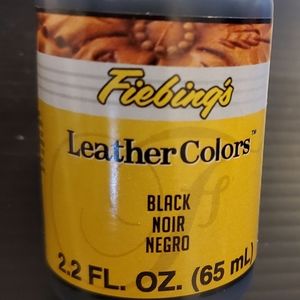 Fiebing's
Leather Colors™
BLACK
NOIR
NEGRO
2.2 FL. OZ. (65 mL)